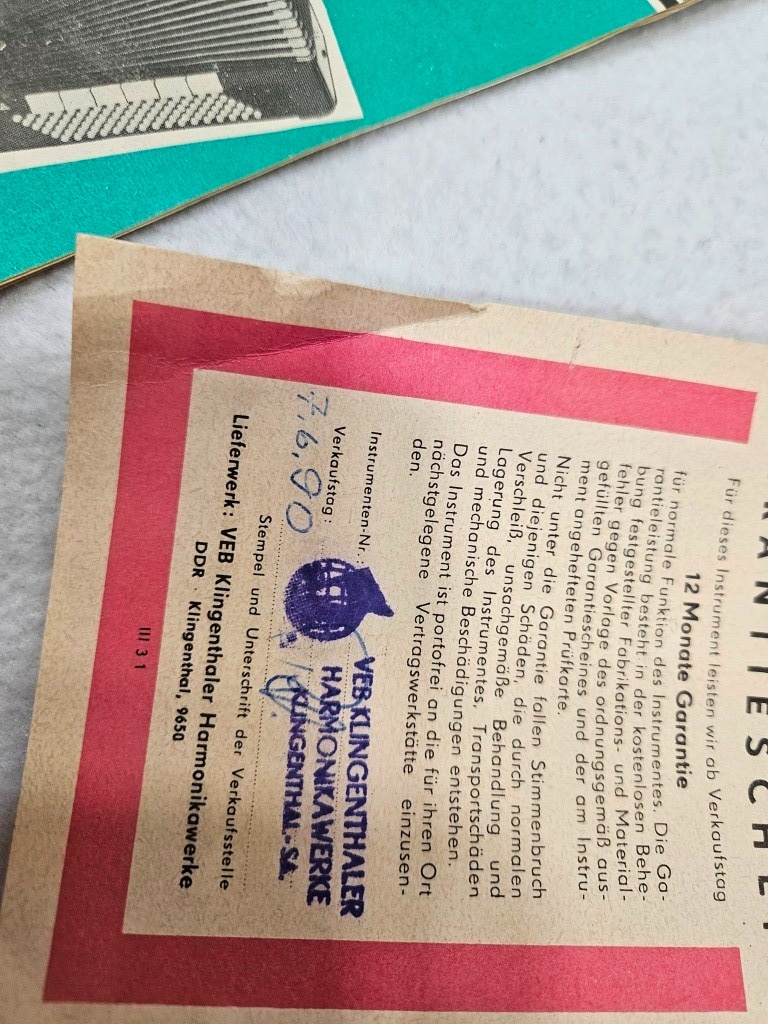 RANTIESCHEI
Für dieses Instrument leisten wir ab Verkaufstag
12 Monate Garantie
für normale Funktion des Instrumentes. Die Ga-
rantieleistung besteht in der kostenlosen Behe-
bung festgestellter Fabrikations- und Material-
fehler gegen Vorlage des ordnungsgemäß aus-
gefüllten Garantiescheines und der am Instru-
ment angehefteten Prüfkarte.
Nicht unter die Garantie fallen Stimmenbruch
und diejenigen Schäden, die durch normalen
Verschleiß, unsachgemäße Behandlung und
Lagerung des Instrumentes, Transportschäden
und mechanische Beschädigungen entstehen.
Das Instrument ist portofrei an die für ihren Ort
nächstgelegene Vertragswerkstätte einzusen-
den.
Instrumenten-Nr.:
Verkaufstag:
7.6.90
VEB KLINGENTHALER
HARMONIKAWERKE
KLINGENTHAL-SA.
Stempel und Unterschrift der Verkaufsstelle
Lieferwerk: VEB Klingenthaler Harmonikawerke
DDR · Klingenthal, 9650
III 3 1